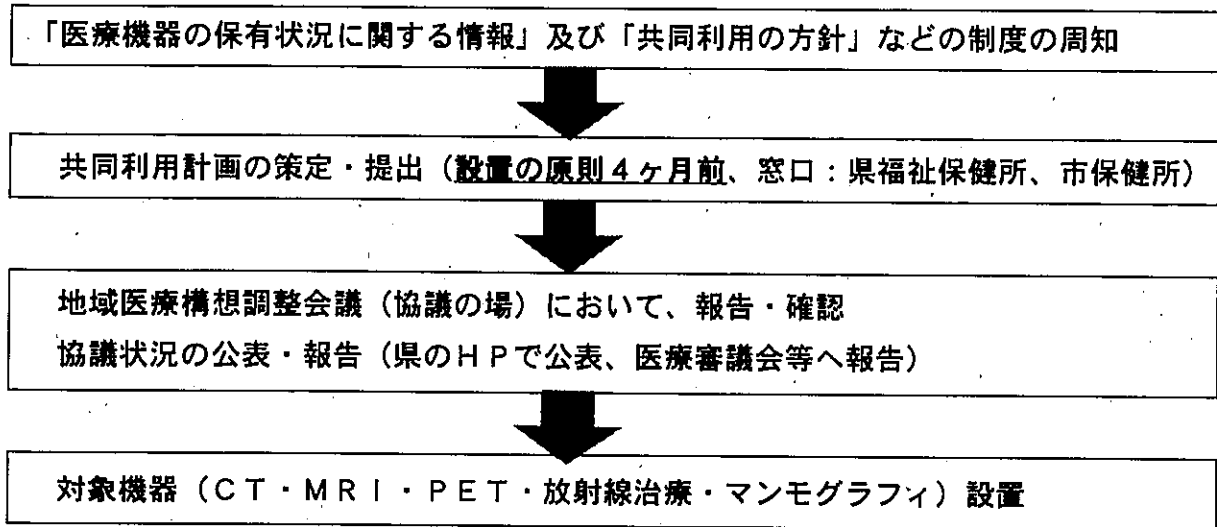 「医療機器の保有状況に関する情報」及び「共同利用の方針」などの制度の周知
共同利用計画の策定・提出（設置の原則４ヶ月前、窓口：県福祉保健所、市保健所）
地域医療構想調整会議（協議の場）において、報告・確認
協議状況の公表・報告（県のＨＰで公表、医療審議会等へ報告）
対象機器（ＣＴ・ＭＲＩ・ＰＥＴ・放射線治療・マンモグラフィ）設置